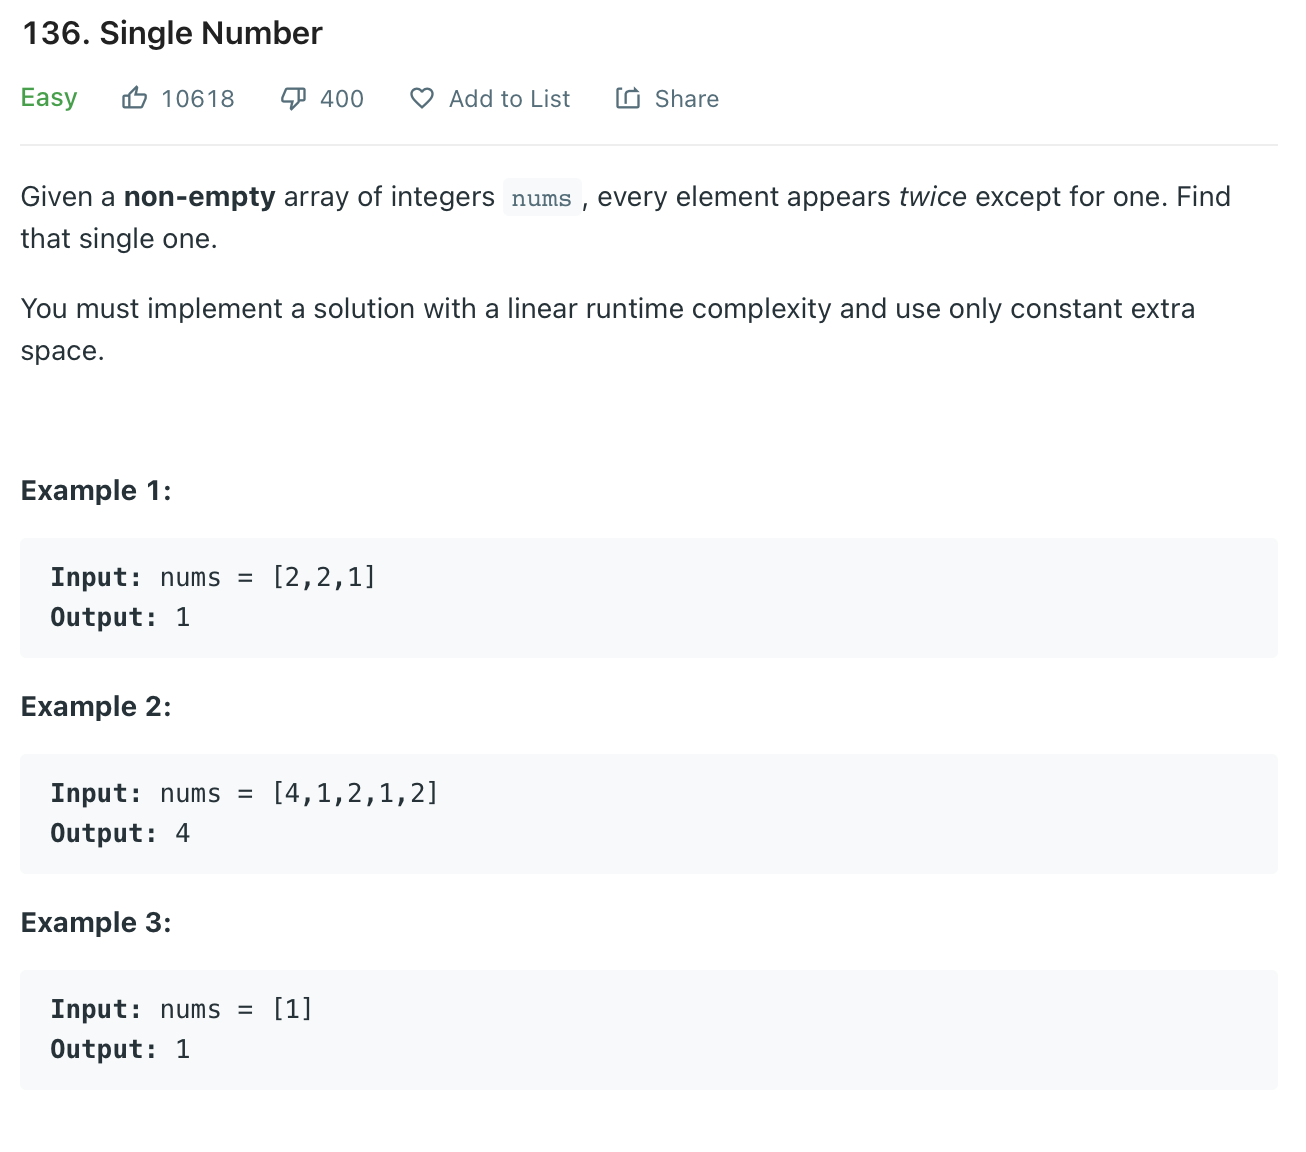 136. Single Number
Easy 10618 400 Add to List Share
Given a non-empty array of integers nums , every element appears twice except for one. Find
that single one.
You must implement a solution with a linear runtime complexity and use only constant extra
space.
Example 1:
Input: nums = [2,2,1]
Output: 1
Example 2:
Input: nums = [4,1,2,1,2]
Output: 4
Example 3:
Input: nums = [1]
Output: 1